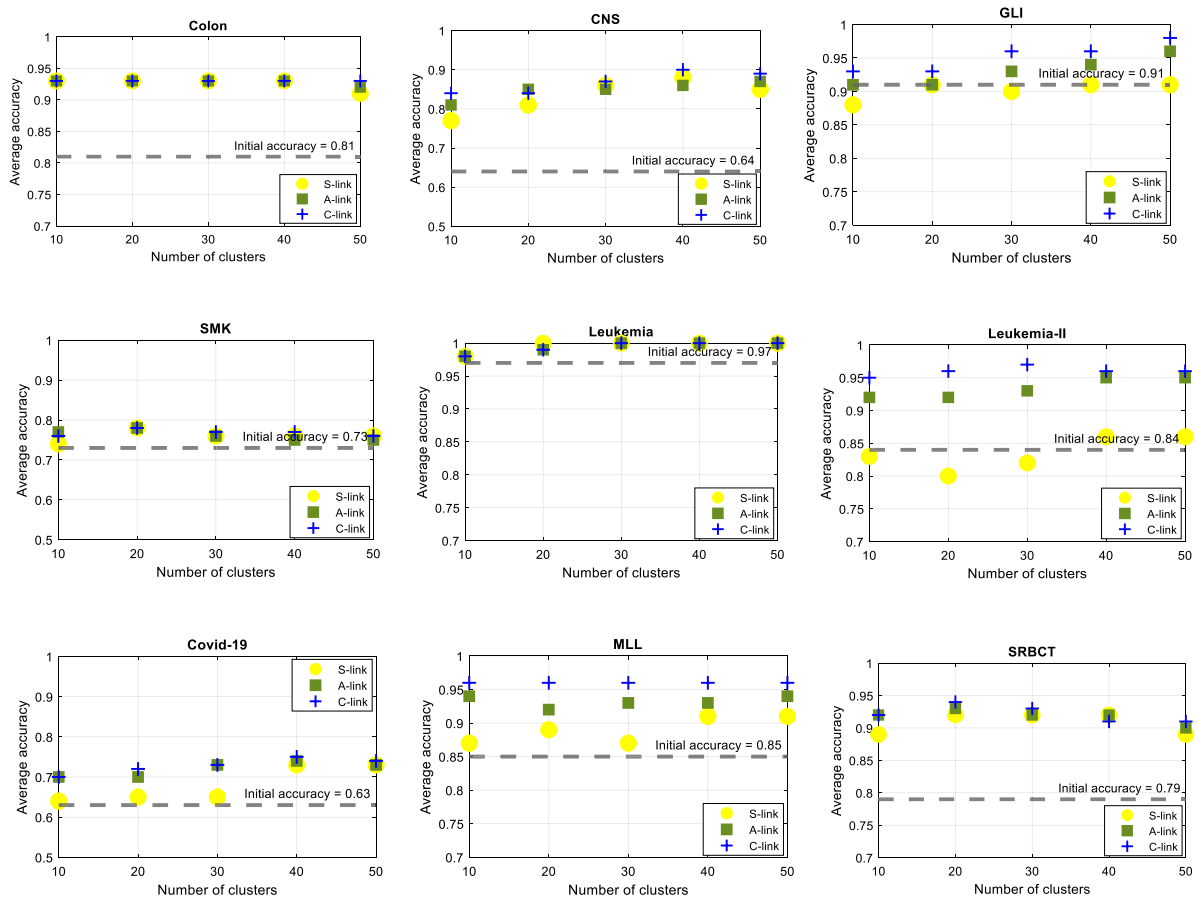 Colon
1
0.95
0.9
0.85
0.8
0.75
0.7
Average accuracy
Initial accuracy = 0.81
S-link
A-link
C-link
10 20 30 40 50
Number of clusters
CNS
1
0.9
0.8
0.7
0.6
0.5
Average accuracy
Initial accuracy = 0.64
S-link
A-link
C-link
10 20 30 40 50
Number of clusters
GLI
1
0.95
0.9
0.85
0.8
0.75
0.7
Average accuracy
Initial accuracy = 0.91
S-link
A-link
C-link
10 20 30 40 50
Number of clusters
SMK
1
0.9
0.8
0.7
0.6
0.5
Average accuracy
Initial accuracy = 0.73
S-link
A-link
C-link
10 20 30 40 50
Number of clusters
Leukemia
1
0.95
0.9
0.85
0.8
0.75
0.7
Average accuracy
Initial accuracy = 0.97
S-link
A-link
C-link
10 20 30 40 50
Number of clusters
Leukemia-II
1
0.95
0.9
0.85
0.8
0.75
0.7
Average accuracy
Initial accuracy = 0.84
S-link
A-link
C-link
10 20 30 40 50
Number of clusters
Covid-19
1
0.9
0.8
0.7
0.6
0.5
Average accuracy
S-link
A-link
C-link
Initial accuracy = 0.63
10 20 30 40 50
Number of clusters
MLL
1
0.95
0.9
0.85
0.8
0.75
0.7
Average accuracy
Initial accuracy = 0.85
S-link
A-link
C-link
10 20 30 40 50
Number of clusters
SRBCT
1
0.95
0.9
0.85
0.8
0.75
0.7
Average accuracy
Initial accuracy = 0.79
S-link
A-link
C-link
10 20 30 40 50
Number of clusters